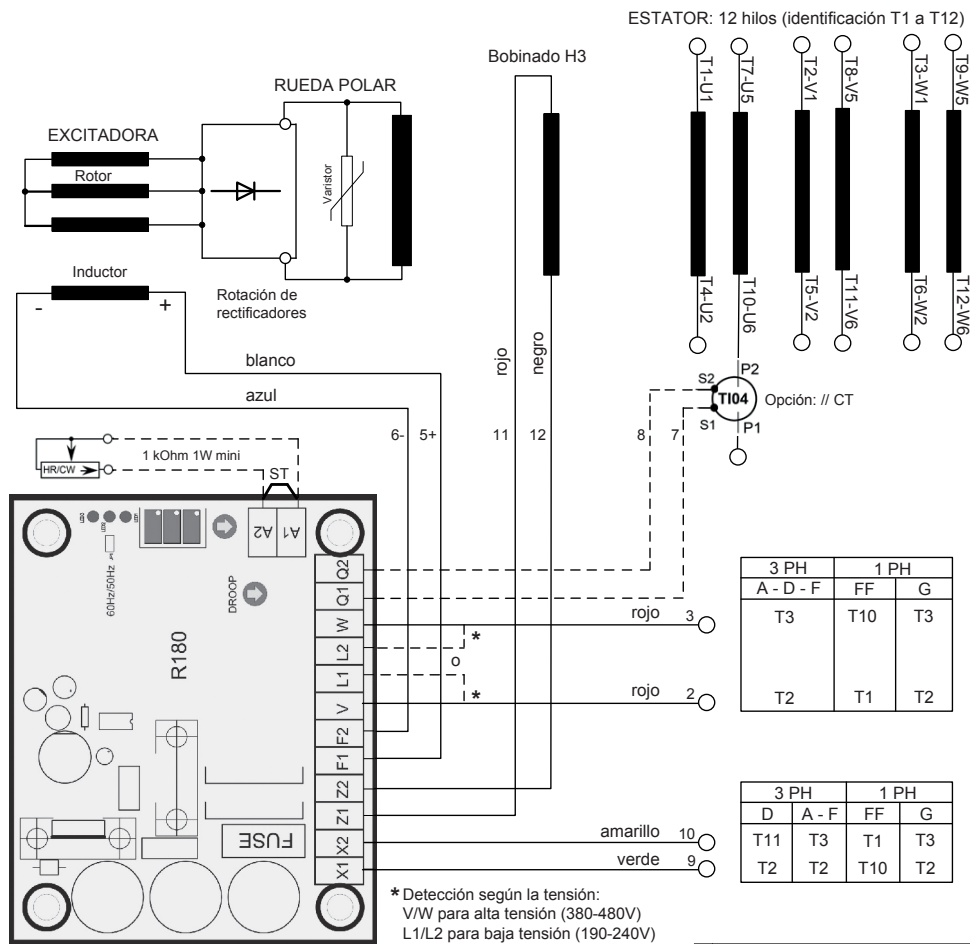 ESTATOR: 12 hilos (identificación T1 a T12)
Bobinado H3
RUEDA POLAR
EXCITADORA
Rotor
Varistor
Inductor
-
+
Rotación de
rectificadores
T1-U1
T7-U5
T2-V1
T8-V5
T3-W1
T9-W5
T4-U2
T10-U6
T5-V2
T11-V6
T6-W2
T12-W6
blanco
azul
rojo
negro
P2
S2
TI04
Opción: // CT
S1
P1
6-
5+
11
12
8
7
1 kOhm 1W mini
HR/CW
ST
A2
A1
60Hz/50Hz
DROOP
R180
FUSE
Q2
Q1
W
L2
L1
V
F2
F1
Z2
Z1
X2
X1
rojo 3
*
o
*
rojo 2
amarillo 10
verde 9
3 PH 1 PH
A - D - F FF G
T3 T10 T3
T2 T1 T2
3 PH 1 PH
D A - F FF G
T11 T3 T1 T3
T2 T2 T10 T2
* Detección según la tensión:
V/W para alta tensión (380-480V)
L1/L2 para baja tensión (190-240V)